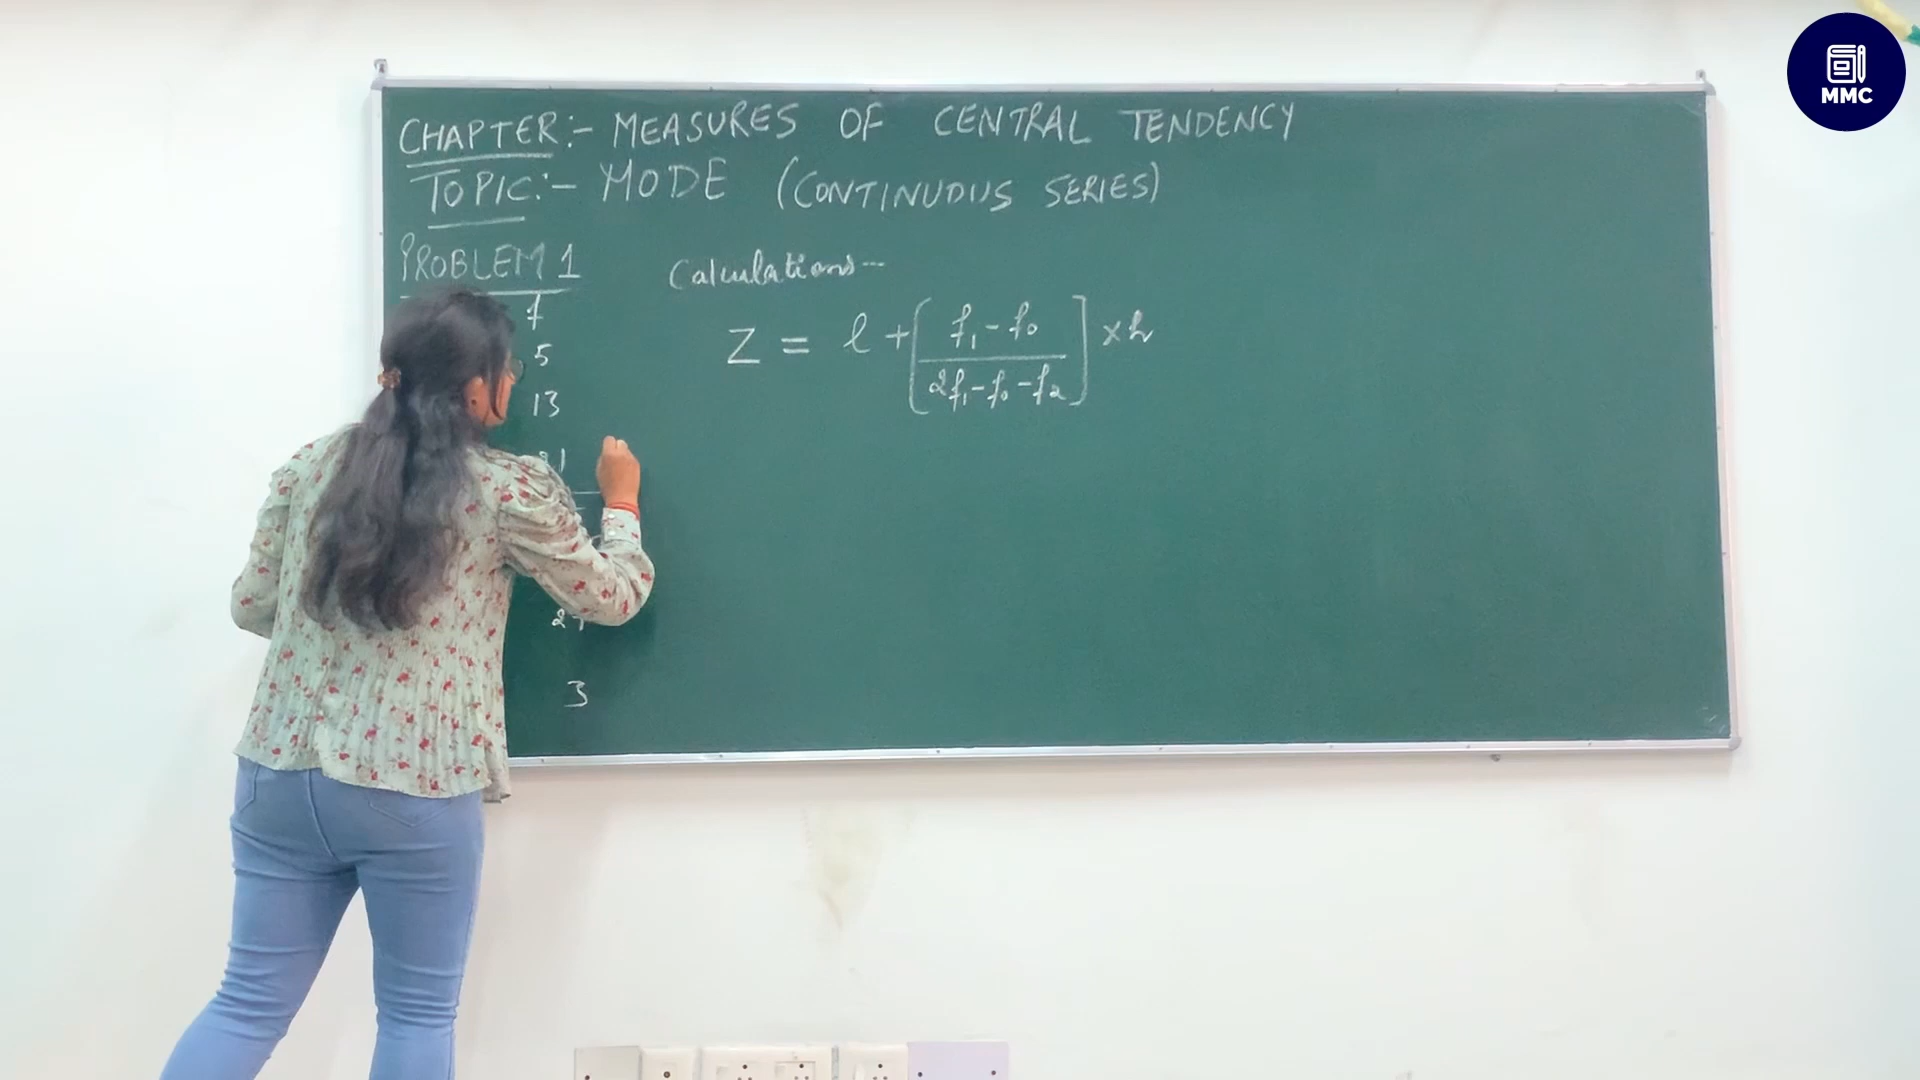 MMC
CHAPTER:- MEASURES OF CENTRAL TENDENCY
TOPIC:- MODE (CONTINUOUS SERIES)
PROBLEM 1
f
5
13
3
Calculations--
Z = l + [ f₁ - f₀ / 2f₁ - f₀ - f₂ ] × h